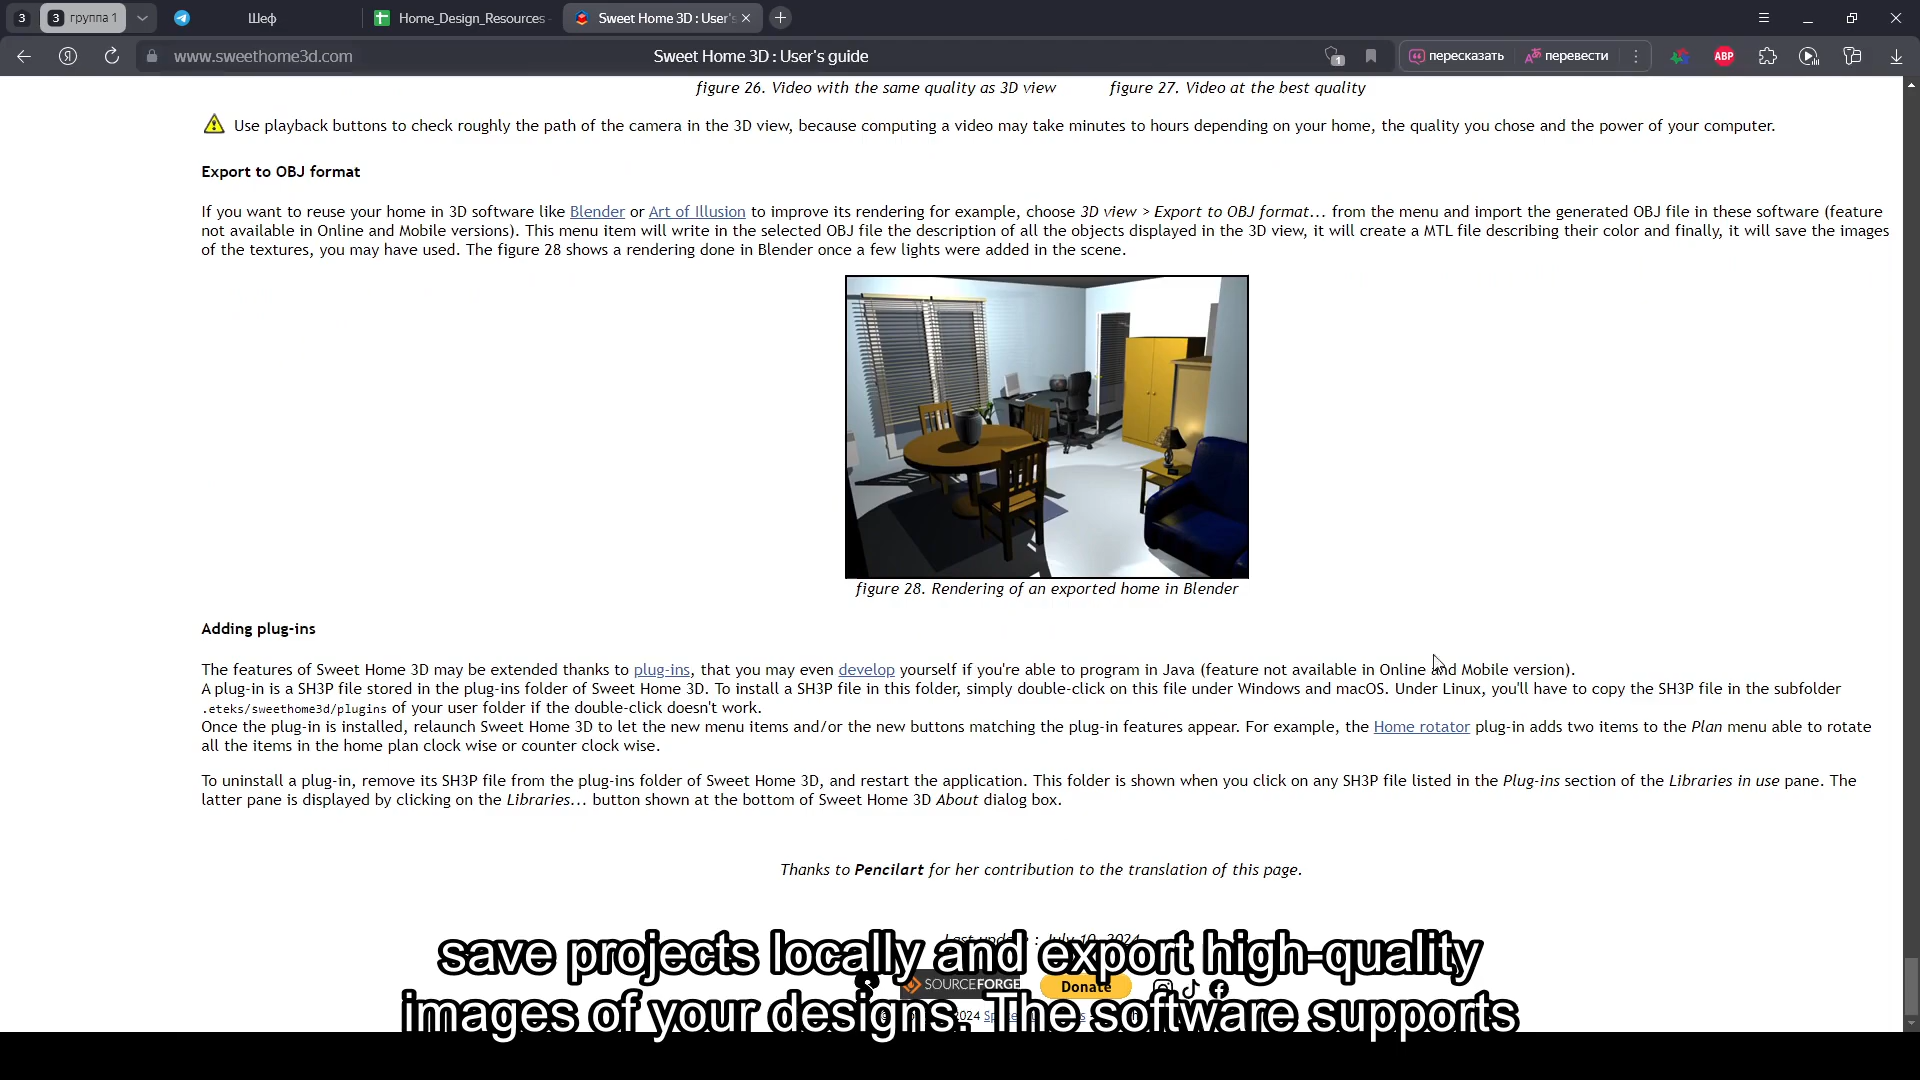 3
3 группа 1
Шеф
Home_Design_Resources
Sweet Home 3D : User's
www.sweethome3d.com
Sweet Home 3D : User's guide
1
пересказать
перевести
ABP
figure 26. Video with the same quality as 3D view
figure 27. Video at the best quality
Use playback buttons to check roughly the path of the camera in the 3D view, because computing a video may take minutes to hours depending on your home, the quality you chose and the power of your computer.
Export to OBJ format
If you want to reuse your home in 3D software like Blender or Art of Illusion to improve its rendering for example, choose 3D view > Export to OBJ format... from the menu and import the generated OBJ file in these software (feature
not available in Online and Mobile versions). This menu item will write in the selected OBJ file the description of all the objects displayed in the 3D view, it will create a MTL file describing their color and finally, it will save the images
of the textures, you may have used. The figure 28 shows a rendering done in Blender once a few lights were added in the scene.
figure 28. Rendering of an exported home in Blender
Adding plug-ins
The features of Sweet Home 3D may be extended thanks to plug-ins, that you may even develop yourself if you're able to program in Java (feature not available in Online and Mobile version).
A plug-in is a SH3P file stored in the plug-ins folder of Sweet Home 3D. To install a SH3P file in this folder, simply double-click on this file under Windows and macOS. Under Linux, you'll have to copy the SH3P file in the subfolder
.eteks/sweethome3d/plugins of your user folder if the double-click doesn't work.
Once the plug-in is installed, relaunch Sweet Home 3D to let the new menu items and/or the new buttons matching the plug-in features appear. For example, the Home rotator plug-in adds two items to the Plan menu able to rotate
all the items in the home plan clock wise or counter clock wise.
To uninstall a plug-in, remove its SH3P file from the plug-ins folder of Sweet Home 3D, and restart the application. This folder is shown when you click on any SH3P file listed in the Plug-ins section of the Libraries in use pane. The
latter pane is displayed by clicking on the Libraries... button shown at the bottom of Sweet Home 3D About dialog box.
Thanks to Pencilart for her contribution to the translation of this page.
Last update : July 10, 2024
save projects locally and export high-quality
SOURCEFORGE
Donate
images of your designs. The software supports
2024